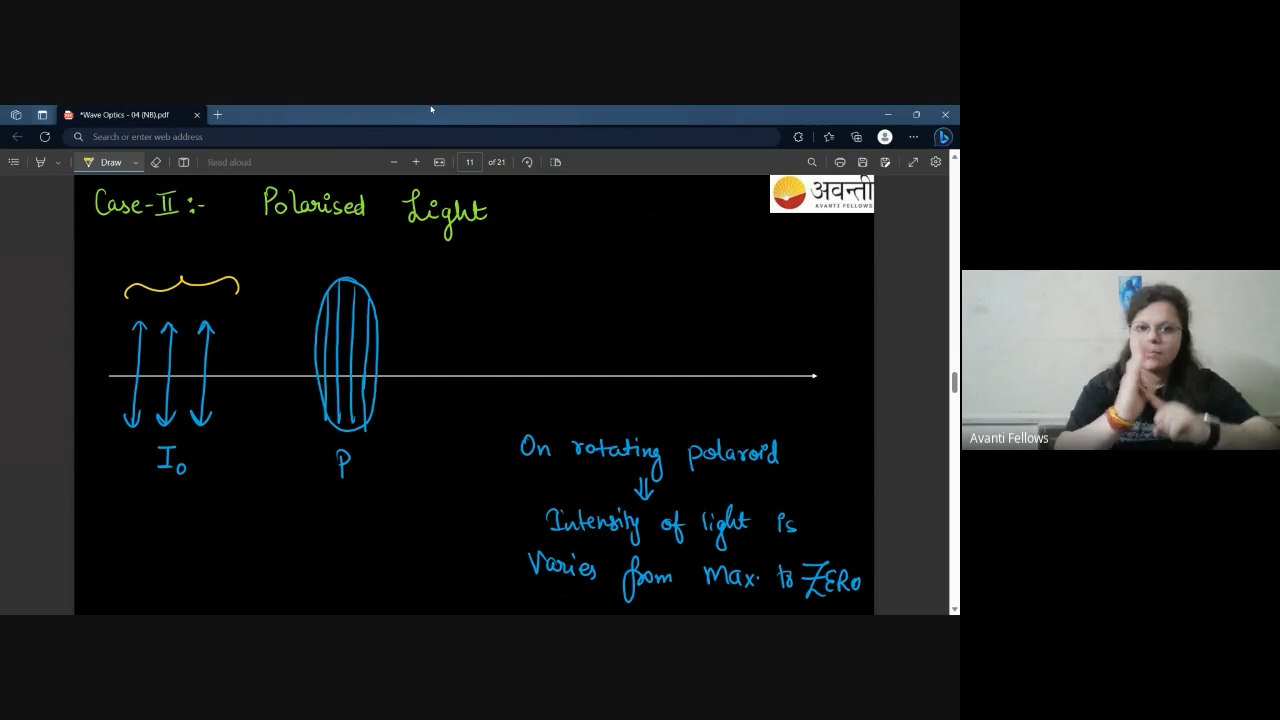 *Wave Optics - 04 (NB).pdf
Search or enter web address
Draw
Read aloud
11 of 21
Case-II:- Polarised Light
अवन्ती
AVANTI FELLOWS
I₀
P
On rotating polaroid
⇓
Intensity of light is
Varies from Max. to ZERO
Avanti Fellows